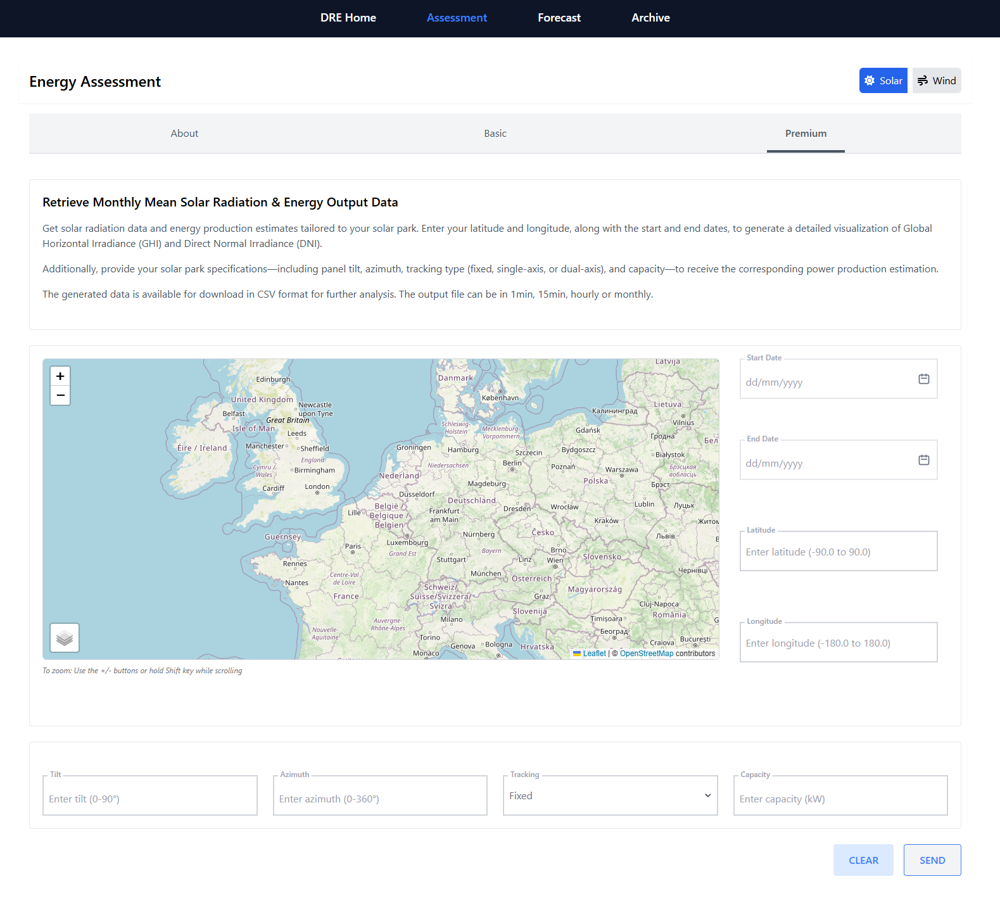 DRE Home
Assessment
Forecast
Archive
Energy Assessment
Solar
Wind
About
Basic
Premium
Retrieve Monthly Mean Solar Radiation & Energy Output Data
Get solar radiation data and energy production estimates tailored to your solar park. Enter your latitude and longitude, along with the start and end dates, to generate a detailed visualization of Global
Horizontal Irradiance (GHI) and Direct Normal Irradiance (DNI).
Additionally, provide your solar park specifications—including panel tilt, azimuth, tracking type (fixed, single-axis, or dual-axis), and capacity—to receive the corresponding power production estimation.
The generated data is available for download in CSV format for further analysis. The output file can be in 1min, 15min, hourly or monthly.
+
−
Latvija
Edinburgh
Danmark
København
United Kingdom
Newcastle
upon Tyne
Lietuva
Belfast
Great Britain
Калининград
Vilnius
Isle of Man
Leeds
Schleswig-
Holstein
Mecklenburg-
Vorpommern
Gdańsk
Гродна
Бел
Éire / Ireland
Manchester
Sheffield
Groningen
Hamburg
Szczecin
Bydgoszcz
Białystok
England
Berlin
Niedersachsen
Poznań
Warszawa
Брэсцкая
вобласць
Cymru /
Wales
Birmingham
Nederland
Polska
Брэст
Cardiff
London
Magdeburg
Düsseldorf
Deutschland
Lublin
Луцьк
België /
Belgique /
Belgien
Lille
Frankfurt
am Main
Dresden
Wrocław
Kraków
Житом
Guernsey
Nürnberg
Česko
Львів
Paris
Luxembourg
Grand Est
Bayern
Brno
Slovensko
Rennes
Stuttgart
Linz
Wien
Чернівці
Nantes
Centre-Val
de Loire
München
Österreich
France
Schweiz/
Suisse/Svizzera/
Svizra
Graz
Magyarország
Cluj-Napoca
Slovenija
România
Auvergne-
Rhône-Alpes
Milano
Timișoara
Nouvelle-
Aquitaine
Torino
Београд
Genova
Bologna
Hrvatska
Craiova
București
Monaco
Leaflet | © OpenStreetMap contributors
To zoom: Use the +/- buttons or hold Shift key while scrolling
Start Date
dd/mm/yyyy
End Date
dd/mm/yyyy
Latitude
Enter latitude (-90.0 to 90.0)
Longitude
Enter longitude (-180.0 to 180.0)
Tilt
Enter tilt (0-90°)
Azimuth
Enter azimuth (0-360°)
Tracking
Fixed
Capacity
Enter capacity (kW)
CLEAR
SEND